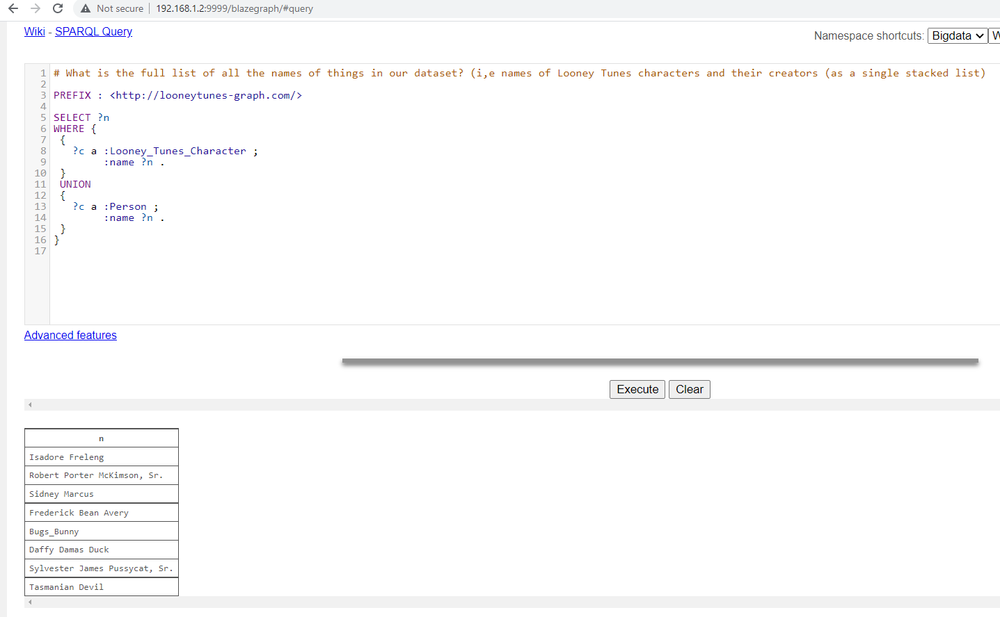 Not secure | 192.168.1.2:9999/blazegraph/#query
Wiki - SPARQL Query
Namespace shortcuts: Bigdata W
1 # What is the full list of all the names of things in our dataset? (i,e names of Looney Tunes characters and their creators (as a single stacked list)
2
3 PREFIX : <http://looneytunes-graph.com/>
4
5 SELECT ?n
6 WHERE {
7 {
8 ?c a :Looney_Tunes_Character ;
9 :name ?n .
10 }
11 UNION
12 {
13 ?c a :Person ;
14 :name ?n .
15 }
16 }
17
Advanced features
Execute Clear
n
Isadore Freleng
Robert Porter McKimson, Sr.
Sidney Marcus
Frederick Bean Avery
Bugs_Bunny
Daffy Damas Duck
Sylvester James Pussycat, Sr.
Tasmanian Devil